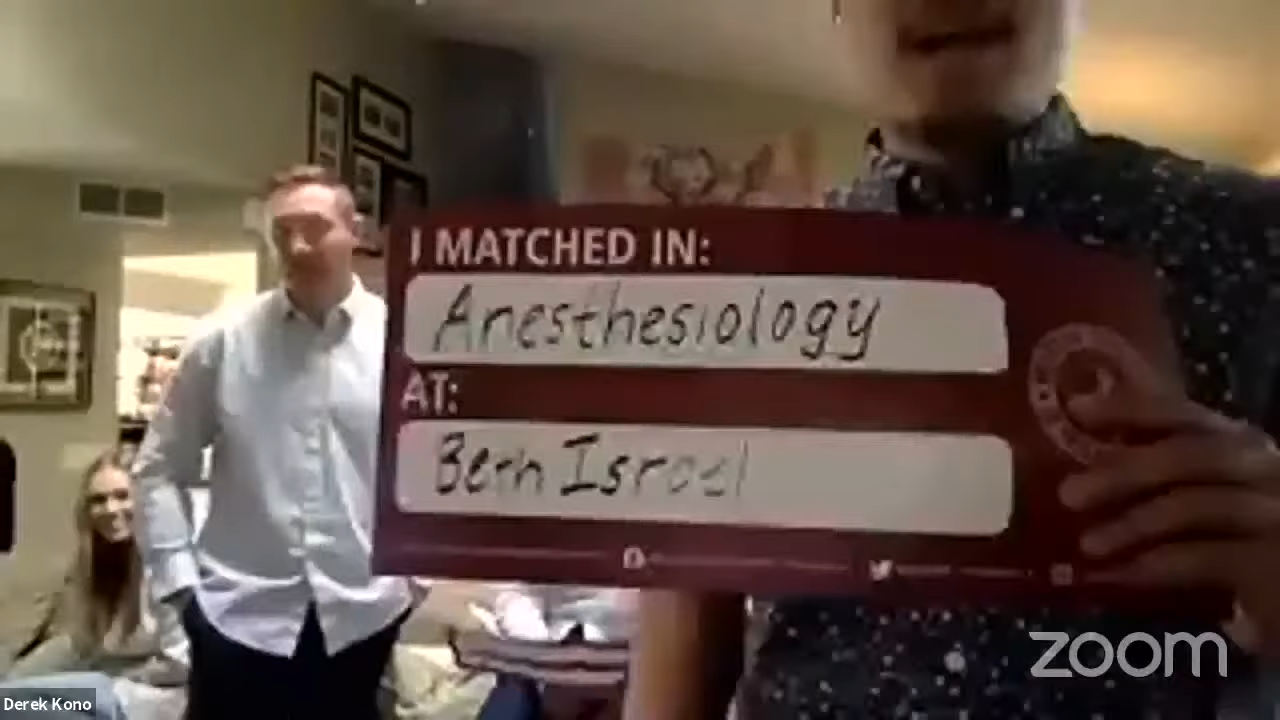 I MATCHED IN:
Anesthesiology
AT:
Beth Israel
zoom
Derek Kono